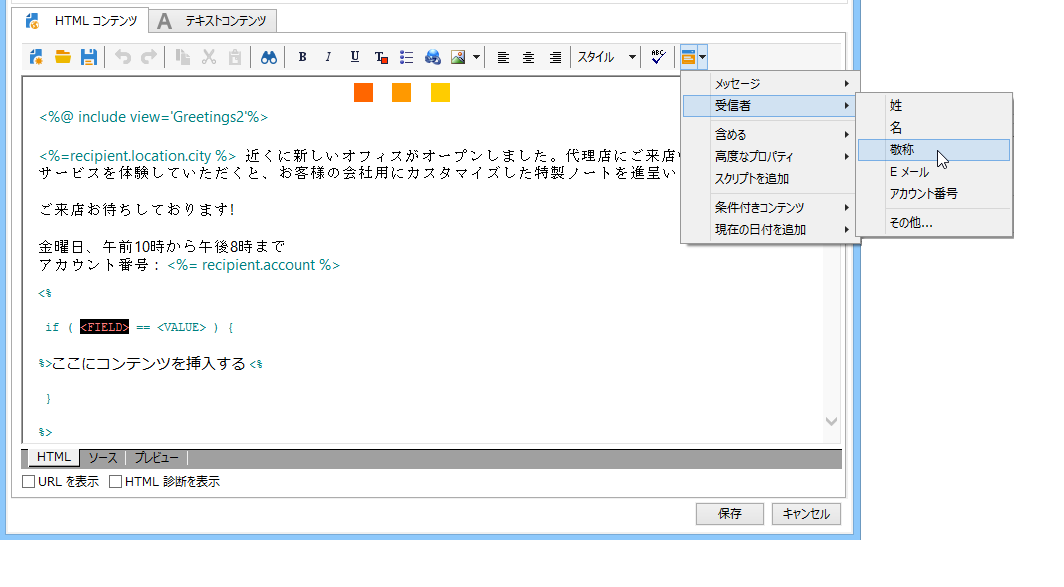 HTML コンテンツ
A テキストコンテンツ
B I U T スタイル ABC
<%@ include view='Greetings2'%>
<%=recipient.location.city %> 近くに新しいオフィスがオープンしました。代理店にご来店い
サービスを体験していただくと、お客様の会社用にカスタマイズした特製ノートを進呈い
ご来店お待ちしております!
金曜日、午前10時から午後8時まで
アカウント番号： <%= recipient.account %>
<%
if ( <FIELD> == <VALUE> ) {
%>ここにコンテンツを挿入する <%
}
%>
メッセージ
受信者
含める
高度なプロパティ
スクリプトを追加
条件付きコンテンツ
現在の日付を追加
姓
名
敬称
E メール
アカウント番号
その他...
HTML ソース プレビュー
URL を表示 HTML 診断を表示
保存 キャンセル